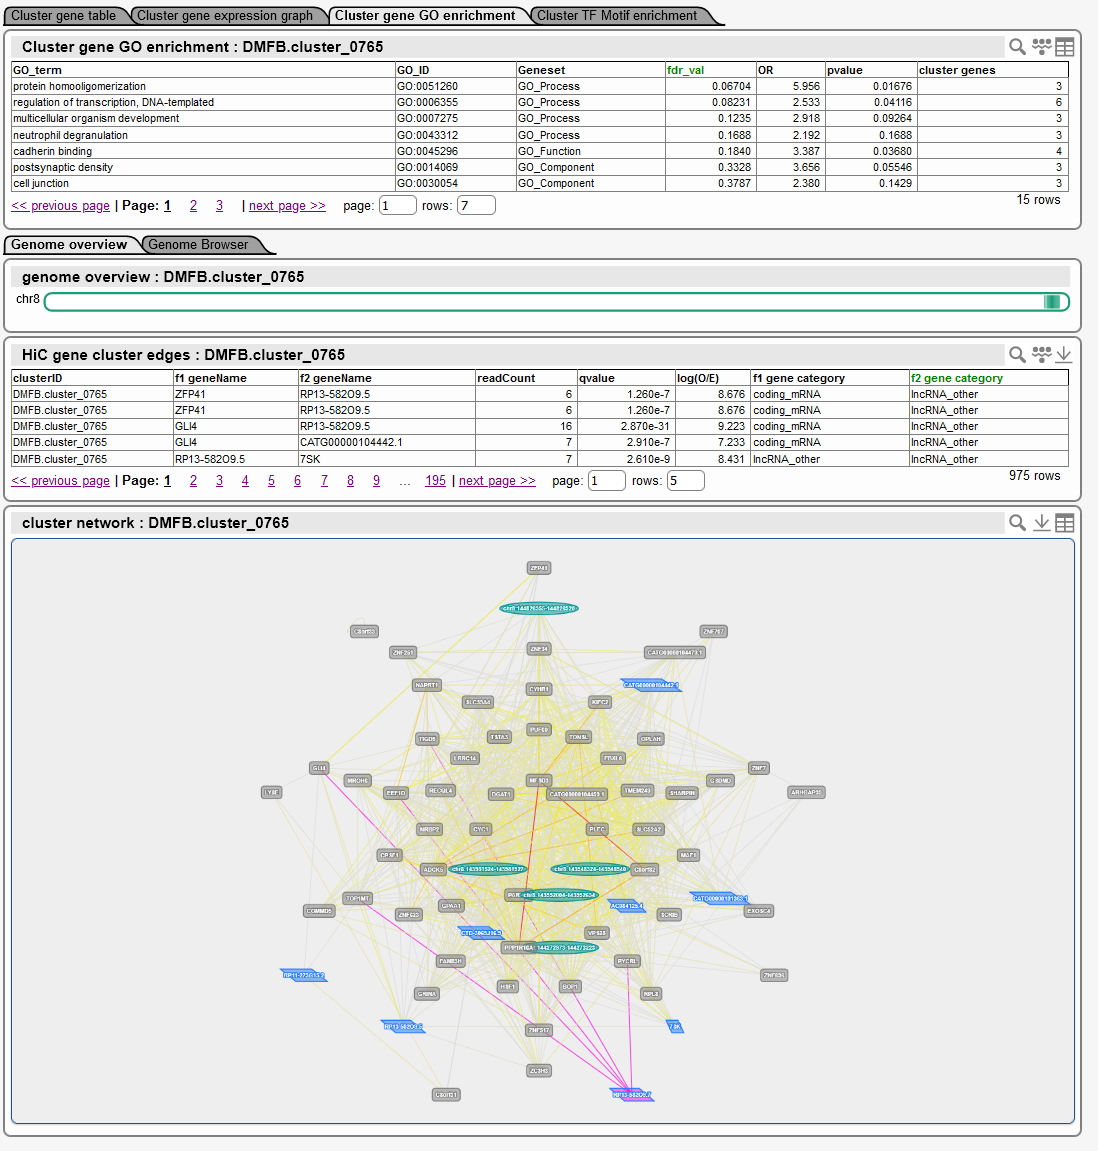 Cluster gene table Cluster gene expression graph Cluster gene GO enrichment Cluster TF Motif enrichment
Cluster gene GO enrichment : DMFB.cluster_0765
GO_term GO_ID Geneset fdr_val OR pvalue cluster genes
protein homooligomerization GO:0051260 GO_Process 0.06704 5.956 0.01676 3
regulation of transcription, DNA-templated GO:0006355 GO_Process 0.08231 2.533 0.04116 6
multicellular organism development GO:0007275 GO_Process 0.1235 2.918 0.09264 3
neutrophil degranulation GO:0043312 GO_Process 0.1688 2.192 0.1688 3
cadherin binding GO:0045296 GO_Function 0.1840 3.387 0.03680 4
postsynaptic density GO:0014069 GO_Component 0.3328 3.656 0.05546 3
cell junction GO:0030054 GO_Component 0.3787 2.380 0.1429 3
<< previous page | Page: 1 2 3 | next page >> page: 1 rows: 7 15 rows
Genome overview Genome Browser
genome overview : DMFB.cluster_0765
chr8
HiC gene cluster edges : DMFB.cluster_0765
clusterID f1 geneName f2 geneName readCount qvalue log(O/E) f1 gene category f2 gene category
DMFB.cluster_0765 ZFP41 RP13-582O9.5 6 1.260e-7 8.676 coding_mRNA lncRNA_other
DMFB.cluster_0765 ZFP41 RP13-582O9.5 6 1.260e-7 8.676 coding_mRNA lncRNA_other
DMFB.cluster_0765 GLI4 RP13-582O9.5 16 2.870e-31 9.223 coding_mRNA lncRNA_other
DMFB.cluster_0765 GLI4 CATG00000104442.1 7 2.910e-7 7.233 coding_mRNA lncRNA_other
DMFB.cluster_0765 RP13-582O9.5 7SK 7 2.610e-9 8.431 lncRNA_other lncRNA_other
<< previous page | Page: 1 2 3 4 5 6 7 8 9 ... 195 | next page >> page: 1 rows: 5 975 rows
cluster network : DMFB.cluster_0765
ZFP41
ZNF707
ZNF251
ZNF34
NAPRT1
CYHR1
CATG00000104442.1
SLC39A4
KIFC2
PUF60
TIGD5
TSTA3
TONSL
OPLAH
LRRC14
FBXL6
GLI4
ZNF7
MROH6
MFSD3
GSDMD
LY6E
EEF1D
RECQL4
DGAT1
TMEM249
SHARPIN
ARHGAP39
NRBP2
CYC1
PLEC
SLC52A2
CPSF1
MAF1
ADCK5
C8orf82
TOP1MT
GPAA1
COMMD5
ZNF623
SCRIB
EXOSC4
VPS28
FAM83H
PYCRL
GRINA
HSF1
BOP1
RPL8
RP13-582O9.5
ZNF517
7SK
ZC3H3